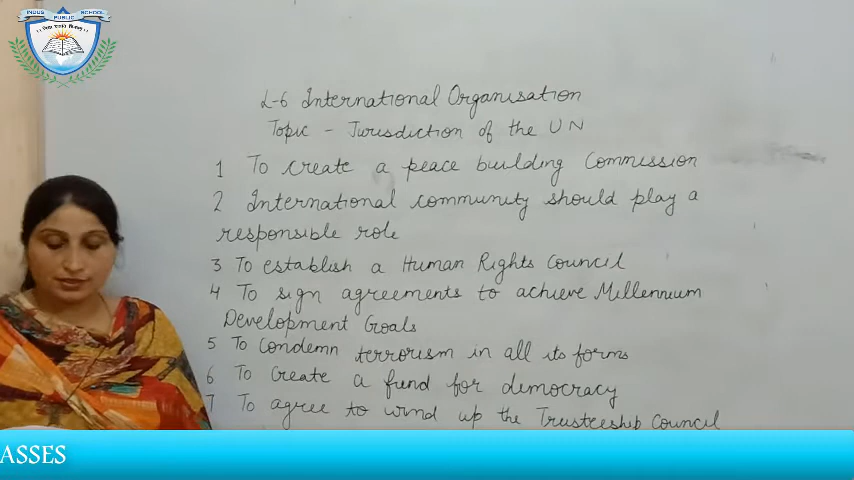 INDUS PUBLIC SCHOOL
L-6 International Organisation
Topic - Jurisdiction of the UN
1 To create a peace building Commission
2 International community should play a
responsible role
3 To establish a Human Rights Council
4 To sign agreements to achieve Millennium
Development Goals
5 To condemn terrorism in all its forms
6 To create a fund for democracy
7 To agree to wind up the Trusteeship Council
ASSES